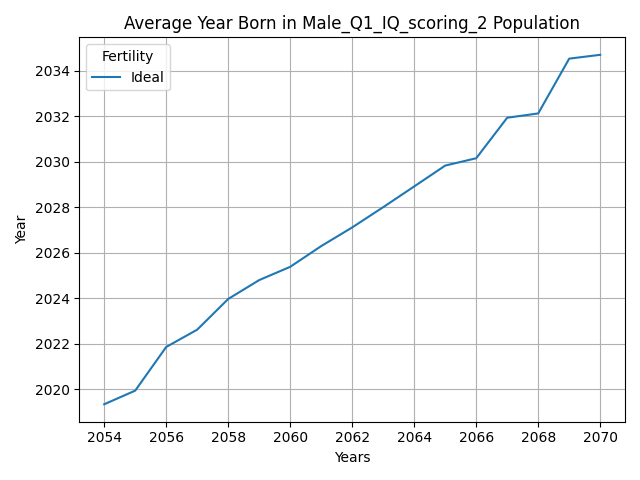 Average Year Born in Male_Q1_IQ_scoring_2 Population
Fertility
Ideal
Year
2034
2032
2030
2028
2026
2024
2022
2020
2054 2056 2058 2060 2062 2064 2066 2068 2070
Years